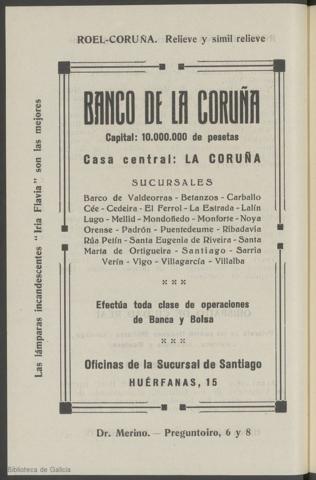 ROEL-CORUÑA. Relieve y simil relieve
BANCO DE LA CORUÑA
Capital: 10.000.000 de pesetas
Casa central: LA CORUÑA
SUCURSALES
Barco de Valdeorras - Betanzos - Carballo
Cée - Cedeira - El Ferrol - La Estrada - Lalín
Lugo - Mellid - Mondoñedo - Monforte - Noya
Orense - Padrón - Puentedeume - Ribadavia
Rúa Petín - Santa Eugenia de Riveira - Santa
Marta de Ortigueira - Santiago - Sarria
Verín - Vigo - Villagarcía - Villalba
× × ×
Efectúa toda clase de operaciones
de Banca y Bolsa
× × ×
Oficinas de la Sucursal de Santiago
HUÉRFANAS, 15
Dr. Merino. — Preguntoiro, 6 y 8
Las lámparas incandescentes "Iria Flavia" son las mejores
Biblioteca de Galicia